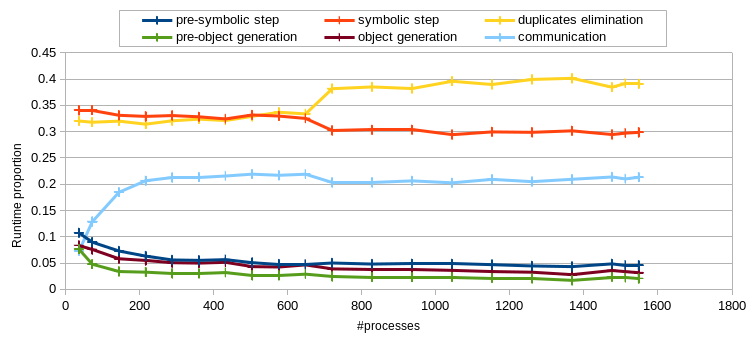 pre-symbolic step symbolic step duplicates elimination
pre-object generation object generation communication
0.45
0.4
0.35
0.3
0.25
0.2
0.15
0.1
0.05
0
Runtime proportion
0 200 400 600 800 1000 1200 1400 1600 1800
#processes